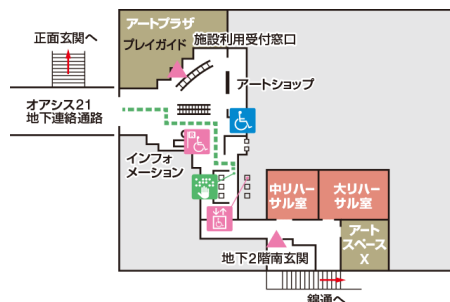 正面玄関へ
アートプラザ
プレイガイド
施設利用受付窓口
アートショップ
オアシス21
地下連絡通路
インフォ
メーション
中リハー
サル室
大リハー
サル室
アート
スペース
X
地下2階南玄関
錦通へ